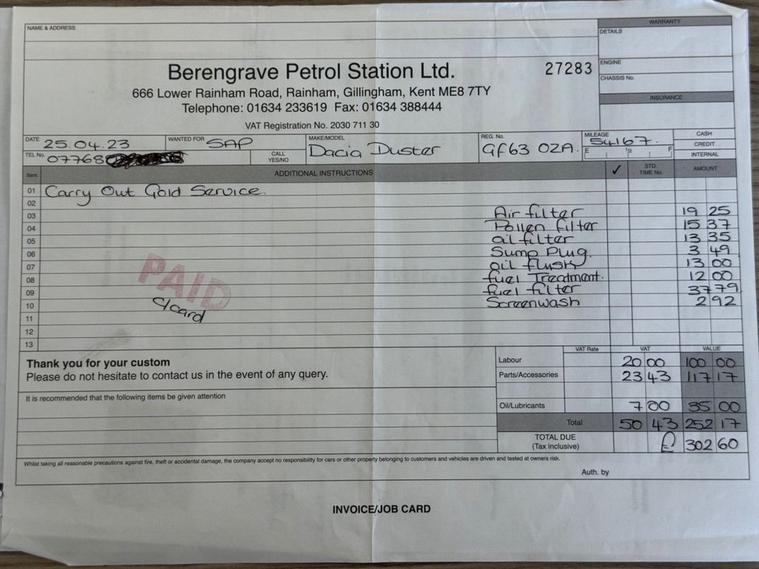 NAME & ADDRESS
WARRANTY
DETAILS
ENGINE
CHASSIS No.
INSURANCE
Berengrave Petrol Station Ltd.
27283
666 Lower Rainham Road, Rainham, Gillingham, Kent ME8 7TY
Telephone: 01634 233619 Fax: 01634 388444
VAT Registration No. 2030 711 30
DATE 25.04.23 WANTED FOR SAP MAKE/MODEL Dacia Duster REG. No. GF63 OZA. MILEAGE 54167. CASH
TEL No. 07768 CALL YES/NO E ½ F CREDIT
INTERNAL
Item ADDITIONAL INSTRUCTIONS ✓ STD. TIME No. AMOUNT
01 Carry Out Gold Service.
02
03 Air filter 19 25
04 Pollen filter 15 37
05 oil filter 13 35
06 Sump Plug. 3 49
07 oil flush 13 00
08 fuel Treatment. 12 00
09 fuel filter 37 79
10 Screenwash 2 92
11
12
13
PAID
c/card
VAT Rate VAT VALUE
Thank you for your custom
Please do not hesitate to contact us in the event of any query.
It is recommended that the following items be given attention
Labour 20 00 100 00
Parts/Accessories 23 43 117 17
Oil/Lubricants 7 00 35 00
Total 50 43 252 17
TOTAL DUE (Tax inclusive) £ 302 60
Whilst taking all reasonable precautions against fire, theft or accidental damage, the company accept no responsibility for cars or other property belonging to customers and vehicles are driven and tested at owners risk.
Auth. by
INVOICE/JOB CARD